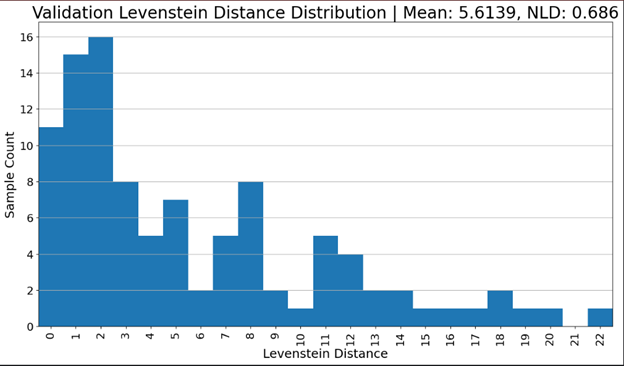 Validation Levenstein Distance Distribution | Mean: 5.6139, NLD: 0.686
16
14
12
10
8
6
4
2
0
Sample Count
0 1 2 3 4 5 6 7 8 9 10 11 12 13 14 15 16 17 18 19 20 21 22
Levenstein Distance